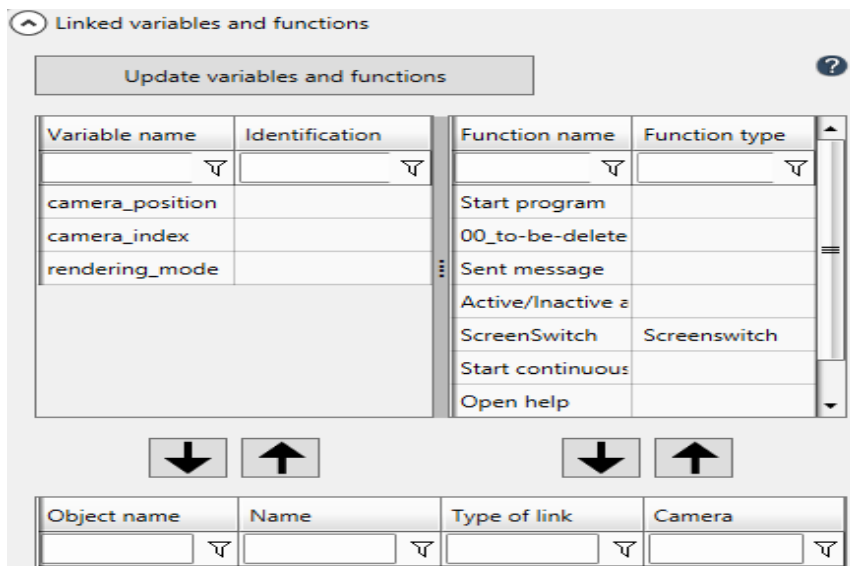 Linked variables and functions
Update variables and functions
?
Variable name Identification Function name Function type
camera_position Start program
camera_index 00_to-be-delete
rendering_mode Sent message
Active/Inactive a
ScreenSwitch Screenswitch
Start continuous
Open help
Object name Name Type of link Camera